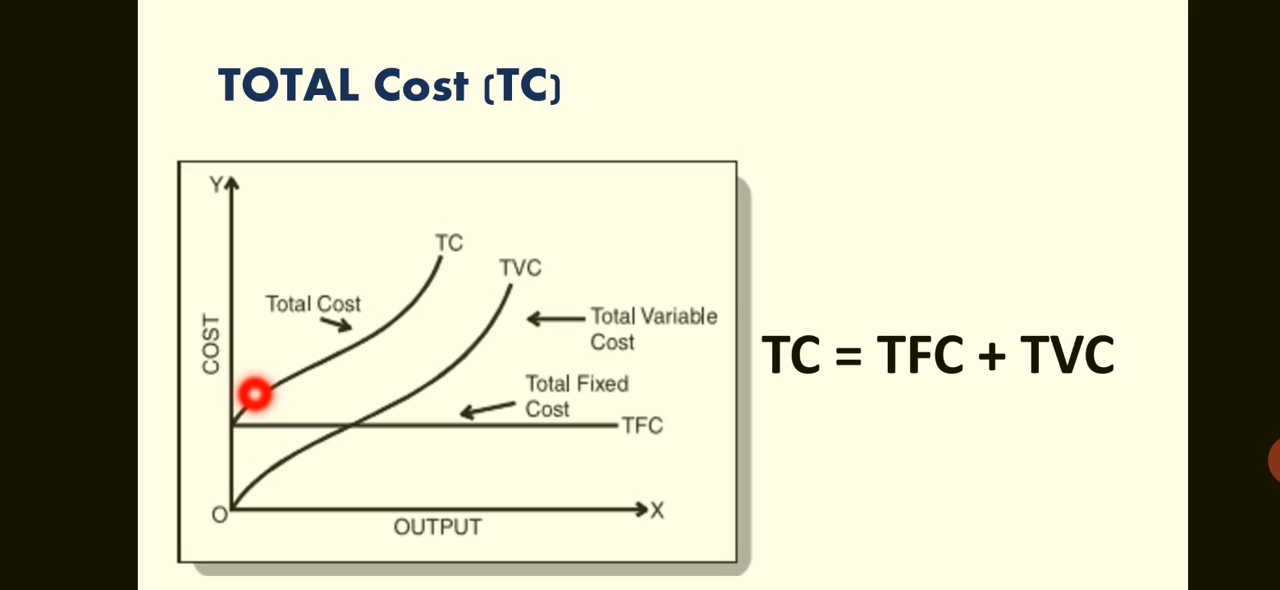 TOTAL Cost (TC)
Y
TC
TVC
Total Cost
Total Variable
Cost
COST
TC = TFC + TVC
Total Fixed
Cost
TFC
O
X
OUTPUT